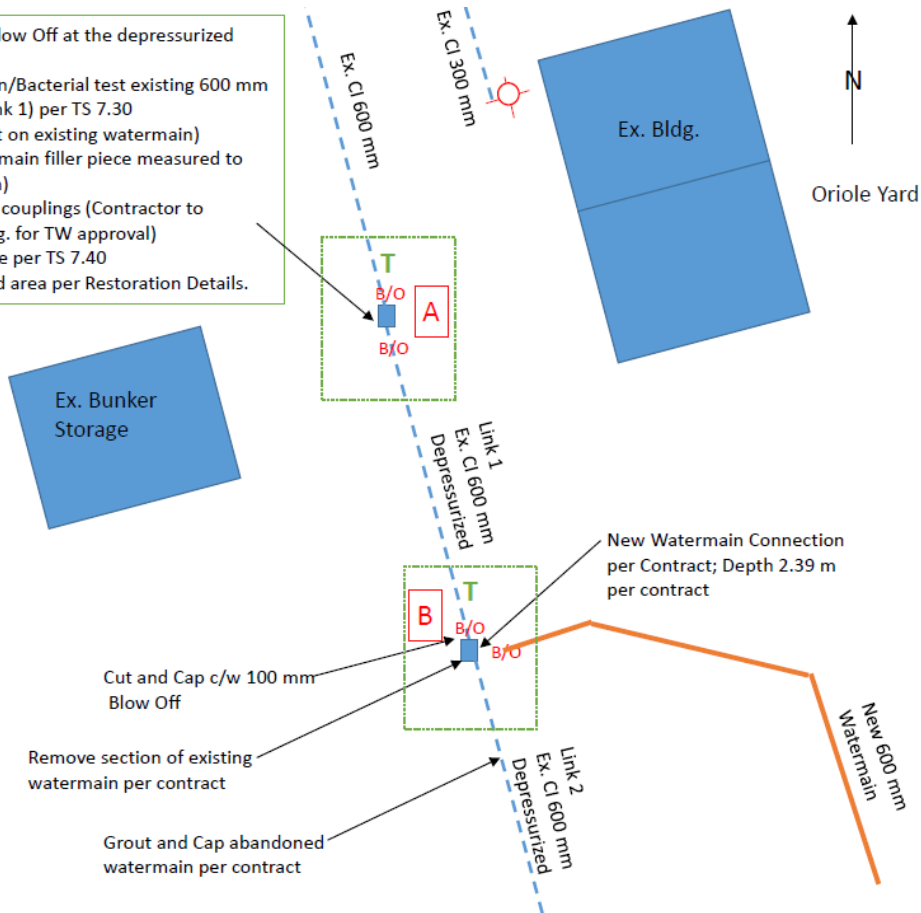 low Off at the depressurized
n/Bacterial test existing 600 mm
nk 1) per TS 7.30
t on existing watermain)
main filler piece measured to
)
couplings (Contractor to
g. for TW approval)
e per TS 7.40
d area per Restoration Details.
Ex. CI 600 mm
Ex. CI 300 mm
Ex. Bldg.
N
Oriole Yard
T
B/O
A
B/O
Ex. Bunker
Storage
Link 1
Ex. CI 600 mm
Depressurized
New Watermain Connection
per Contract; Depth 2.39 m
per contract
T
B
B/O
B/O
Cut and Cap c/w 100 mm
Blow Off
Remove section of existing
watermain per contract
Grout and Cap abandoned
watermain per contract
Link 2
Ex. CI 600 mm
Depressurized
New 600 mm
Watermain